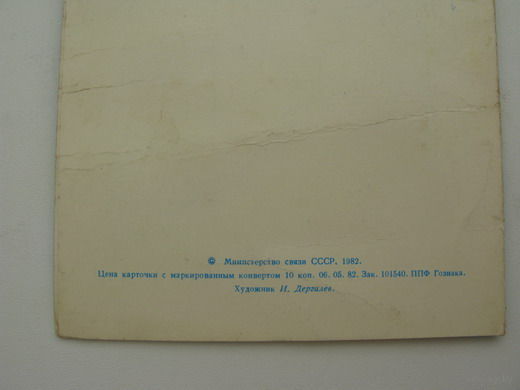 © Министерство связи СССР, 1982.
Цена карточки с маркированным конвертом 10 коп. 06. 05. 82. Зак. 101540. ППФ Гознака.
Художник И. Дергилев.